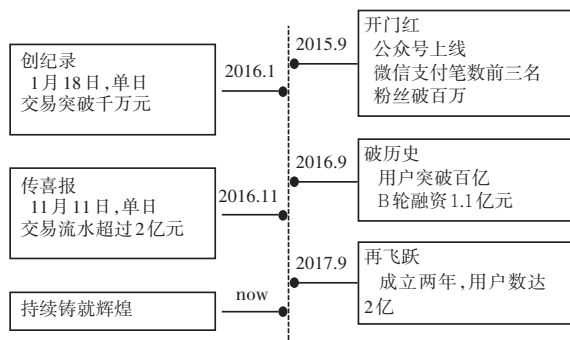 2015.9
开门红
公众号上线
微信支付笔数前三名
粉丝破百万
2016.1
创纪录
1月18日,单日
交易突破千万元
2016.9
破历史
用户突破百亿
B轮融资1.1亿元
2016.11
传喜报
11月11日,单日
交易流水超过2亿元
2017.9
再飞跃
成立两年,用户数达
2亿
now
持续铸就辉煌